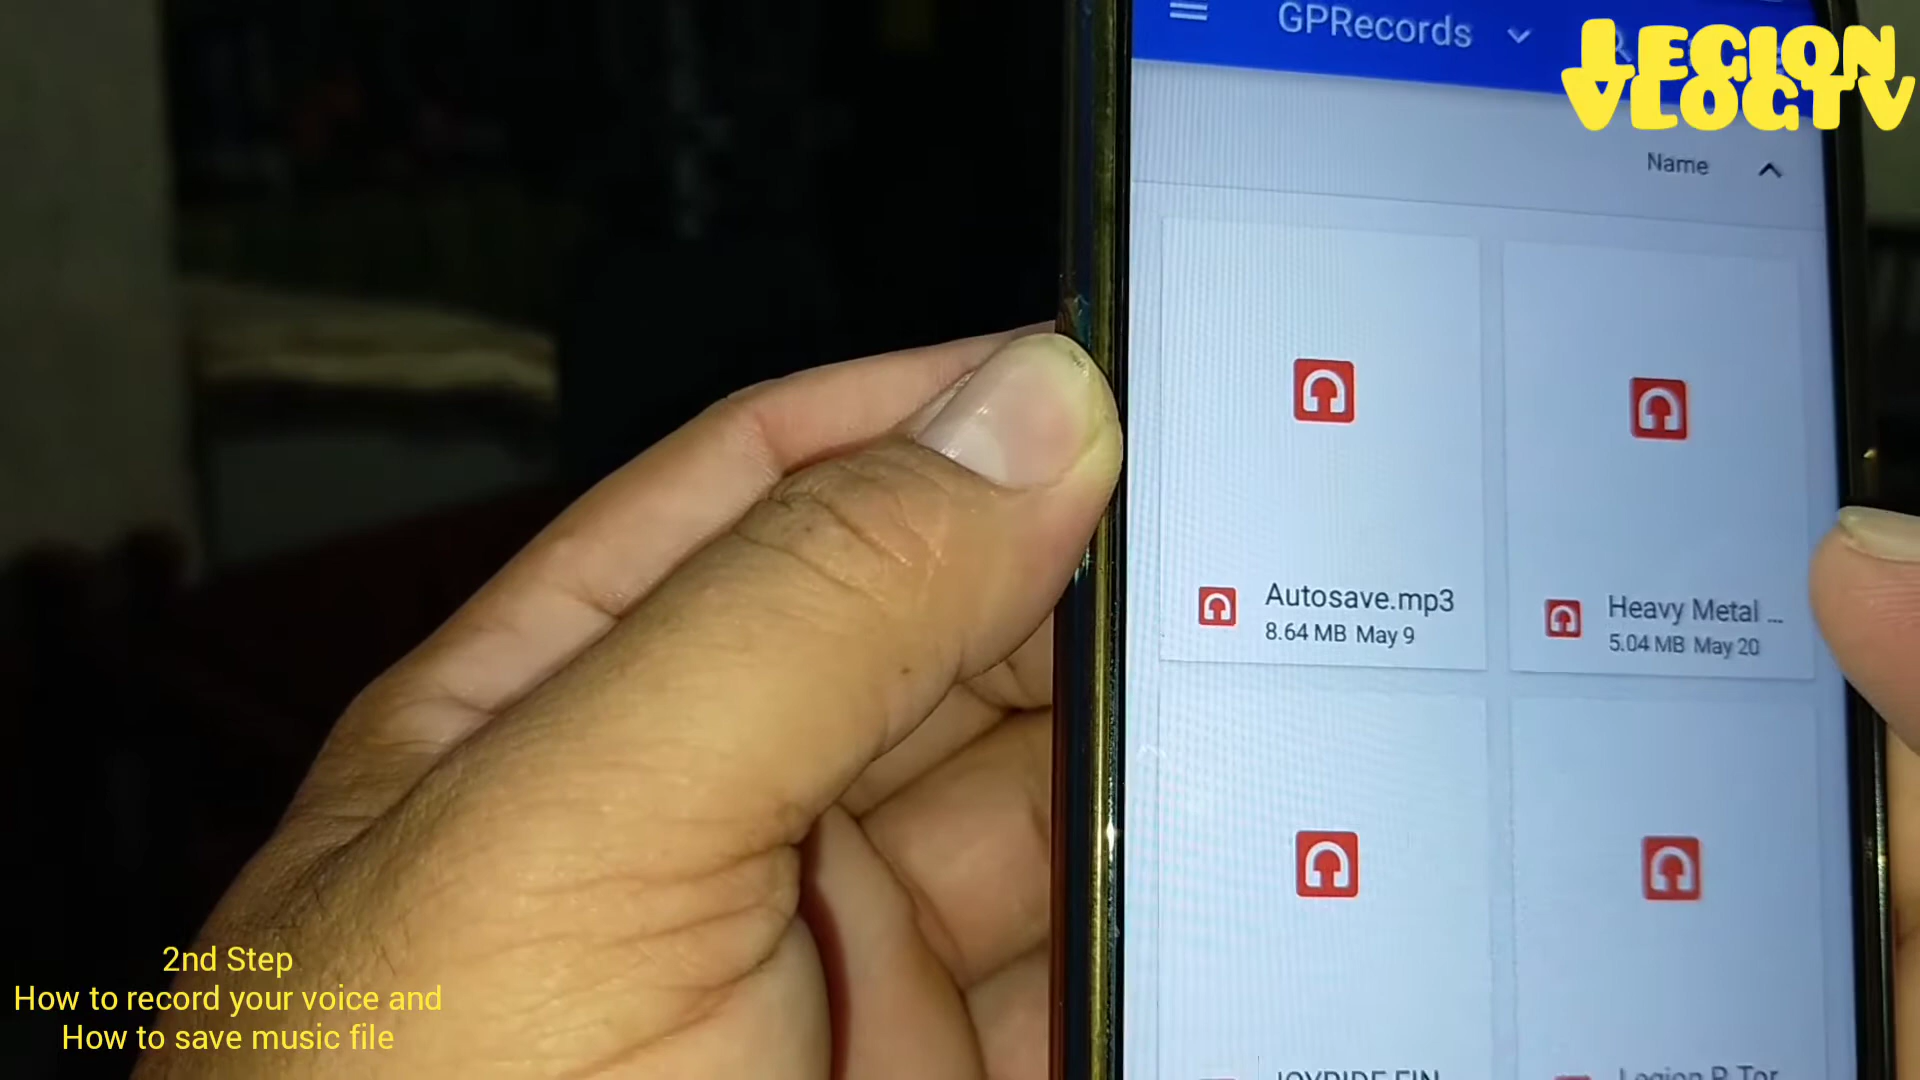 GPRecords
LEGION
VLOGTV
Name
Autosave.mp3
8.64 MB May 9
Heavy Metal ...
5.04 MB May 20
2nd Step
How to record your voice and
How to save music file